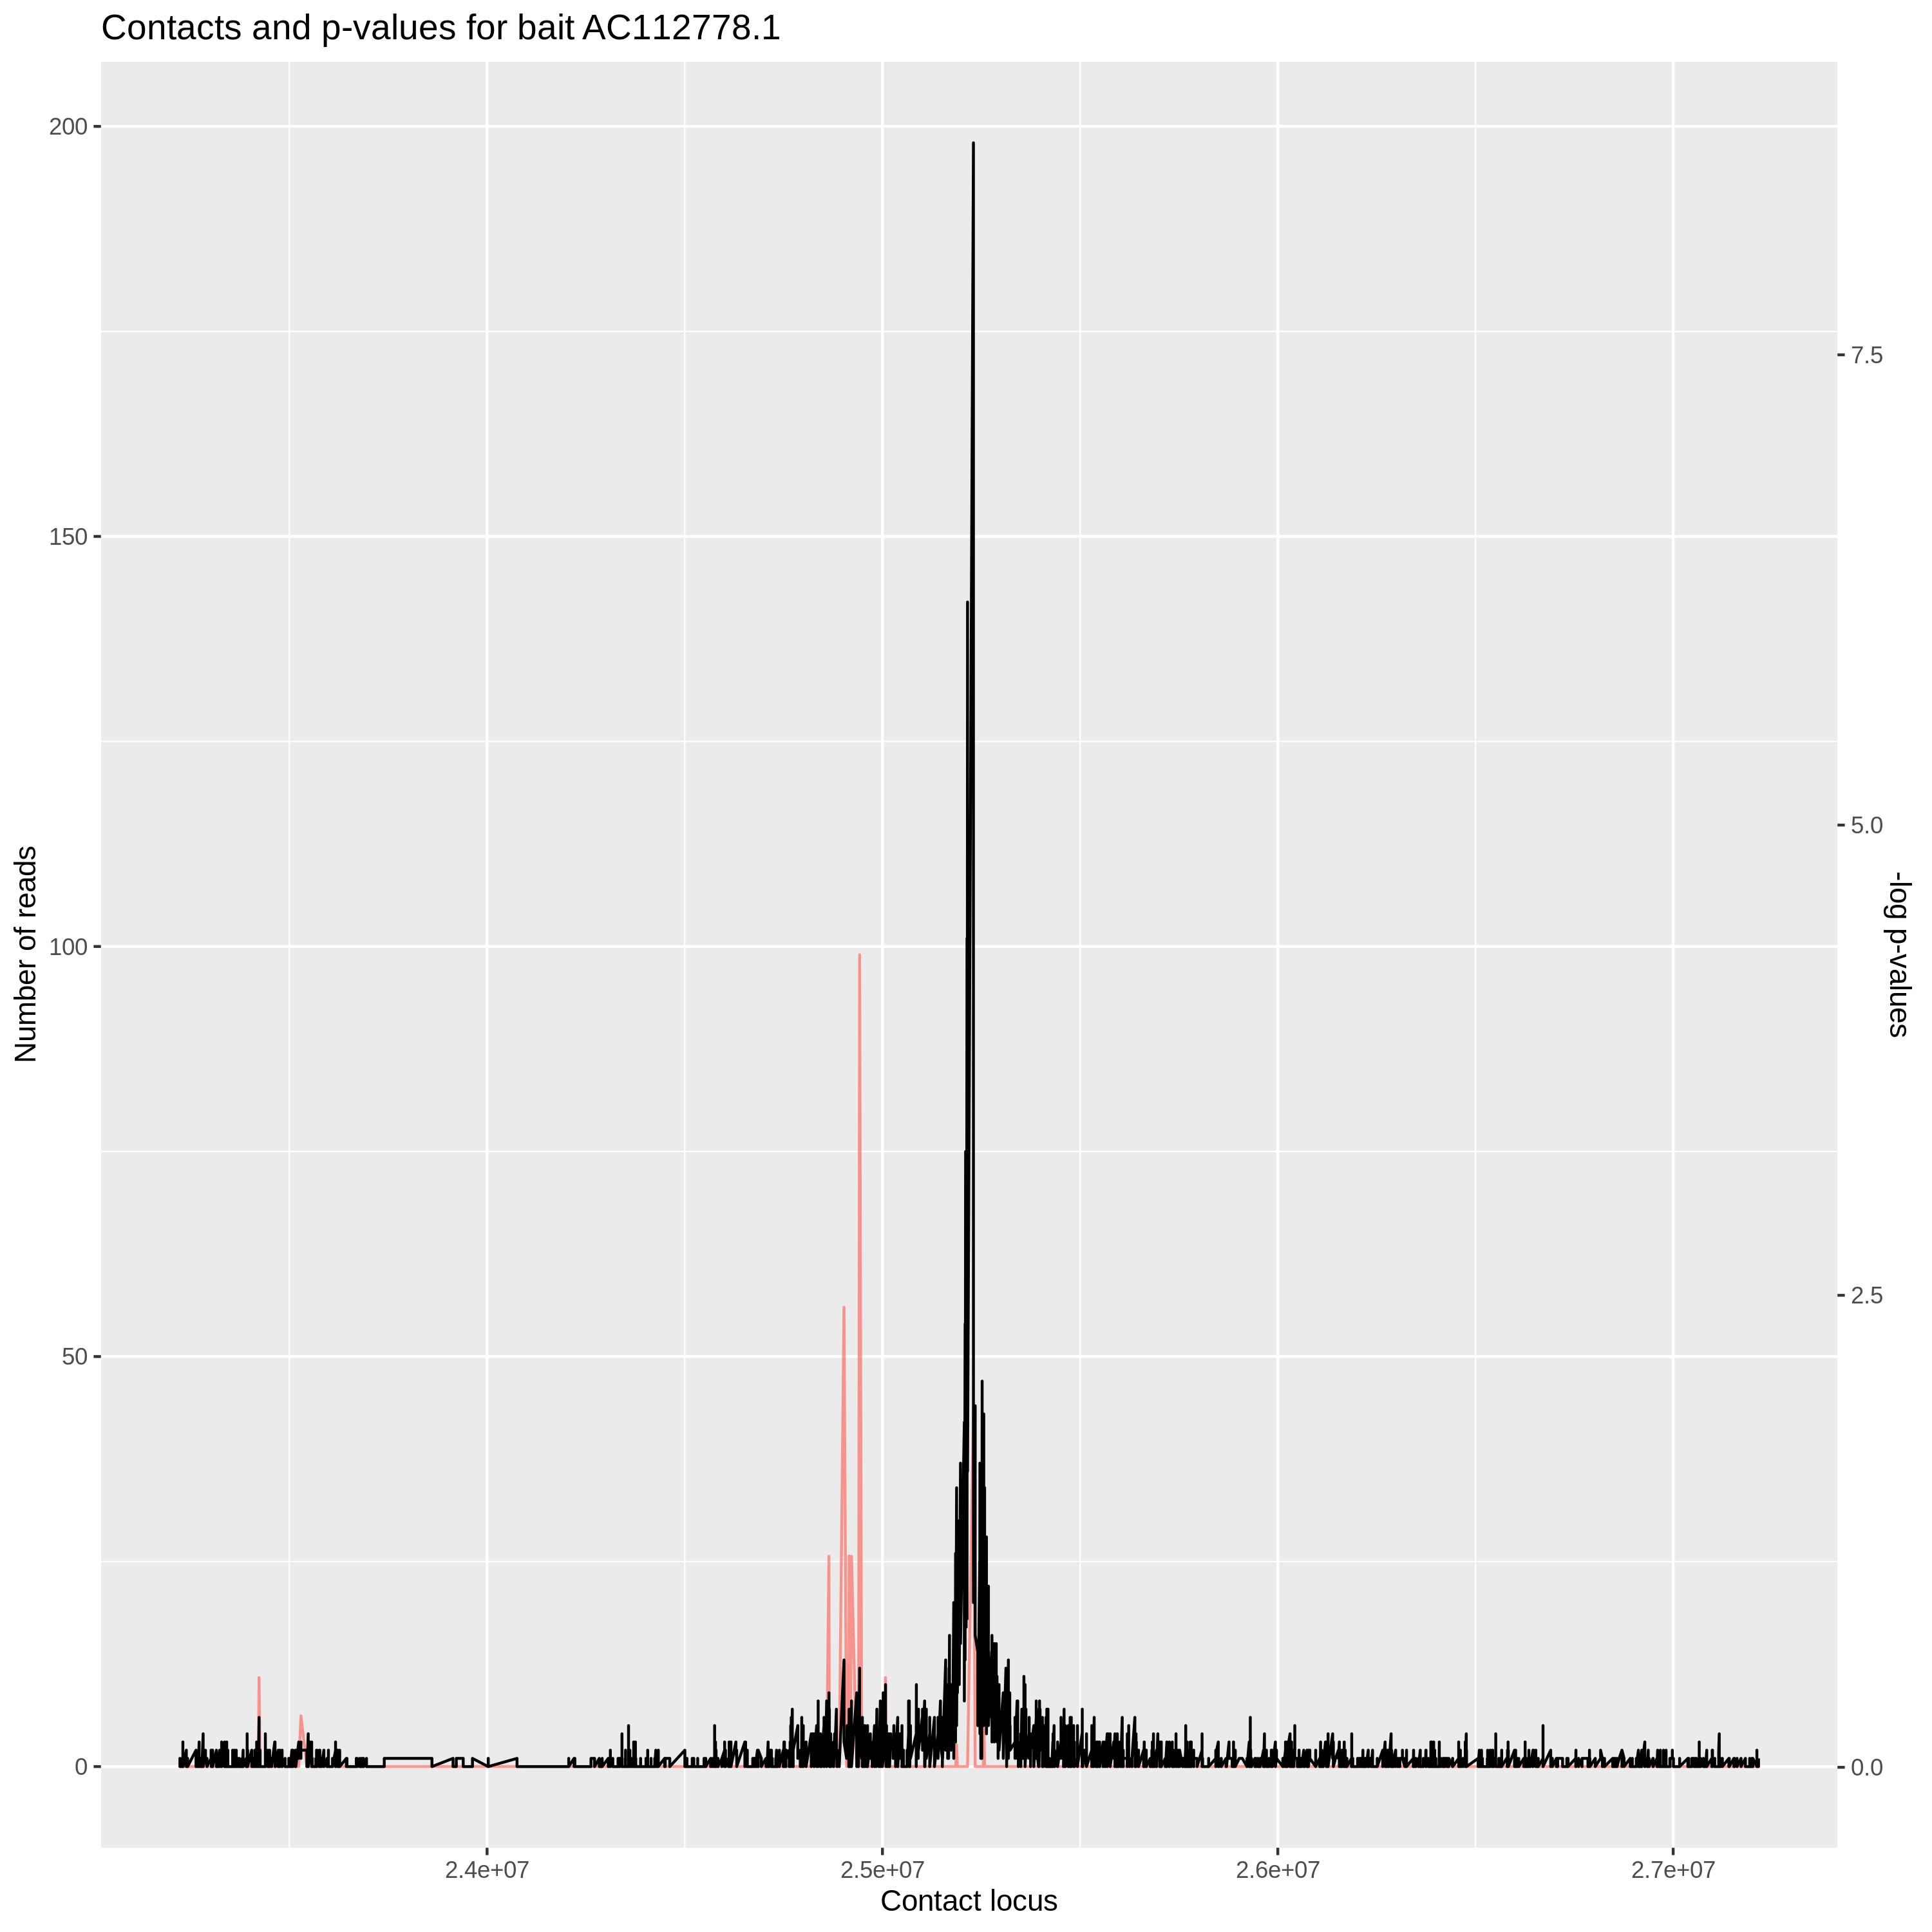 Contacts and p-values for bait AC112778.1
200
150
100
50
0
Number of reads
7.5
5.0
2.5
0.0
-log p-values
2.4e+07
2.5e+07
2.6e+07
2.7e+07
Contact locus